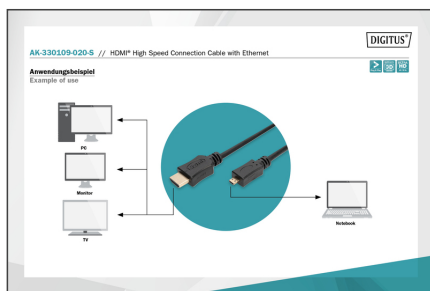 DIGITUS®
AK-330109-020-S // HDMI® High Speed Connection Cable with Ethernet
Anwendungsbeispiel
Example of use
PC
Monitor
TV
Notebook